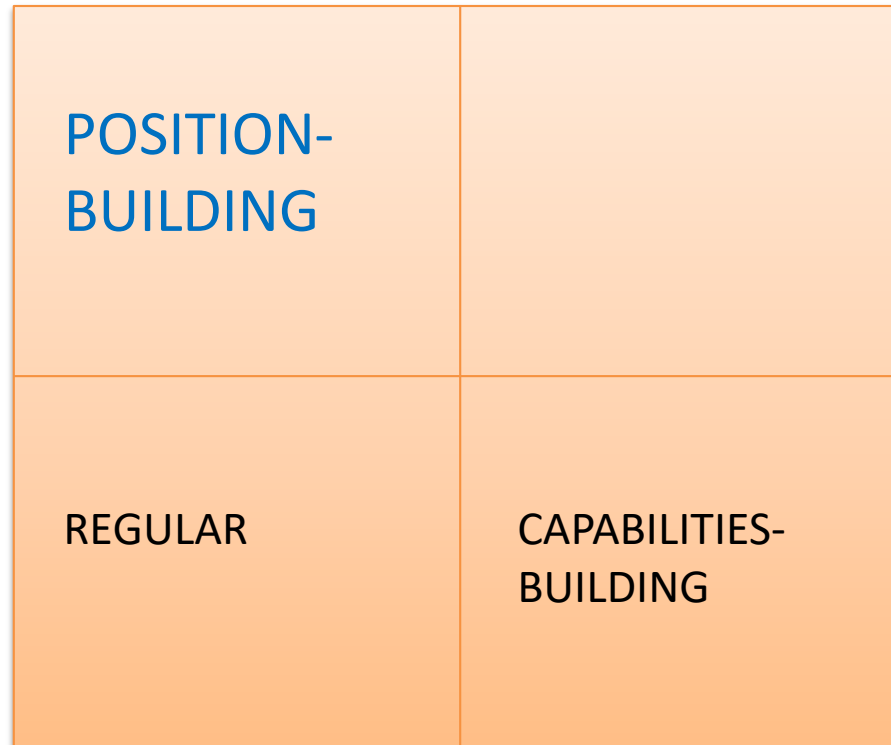 POSITION-
BUILDING
REGULAR
CAPABILITIES-
BUILDING